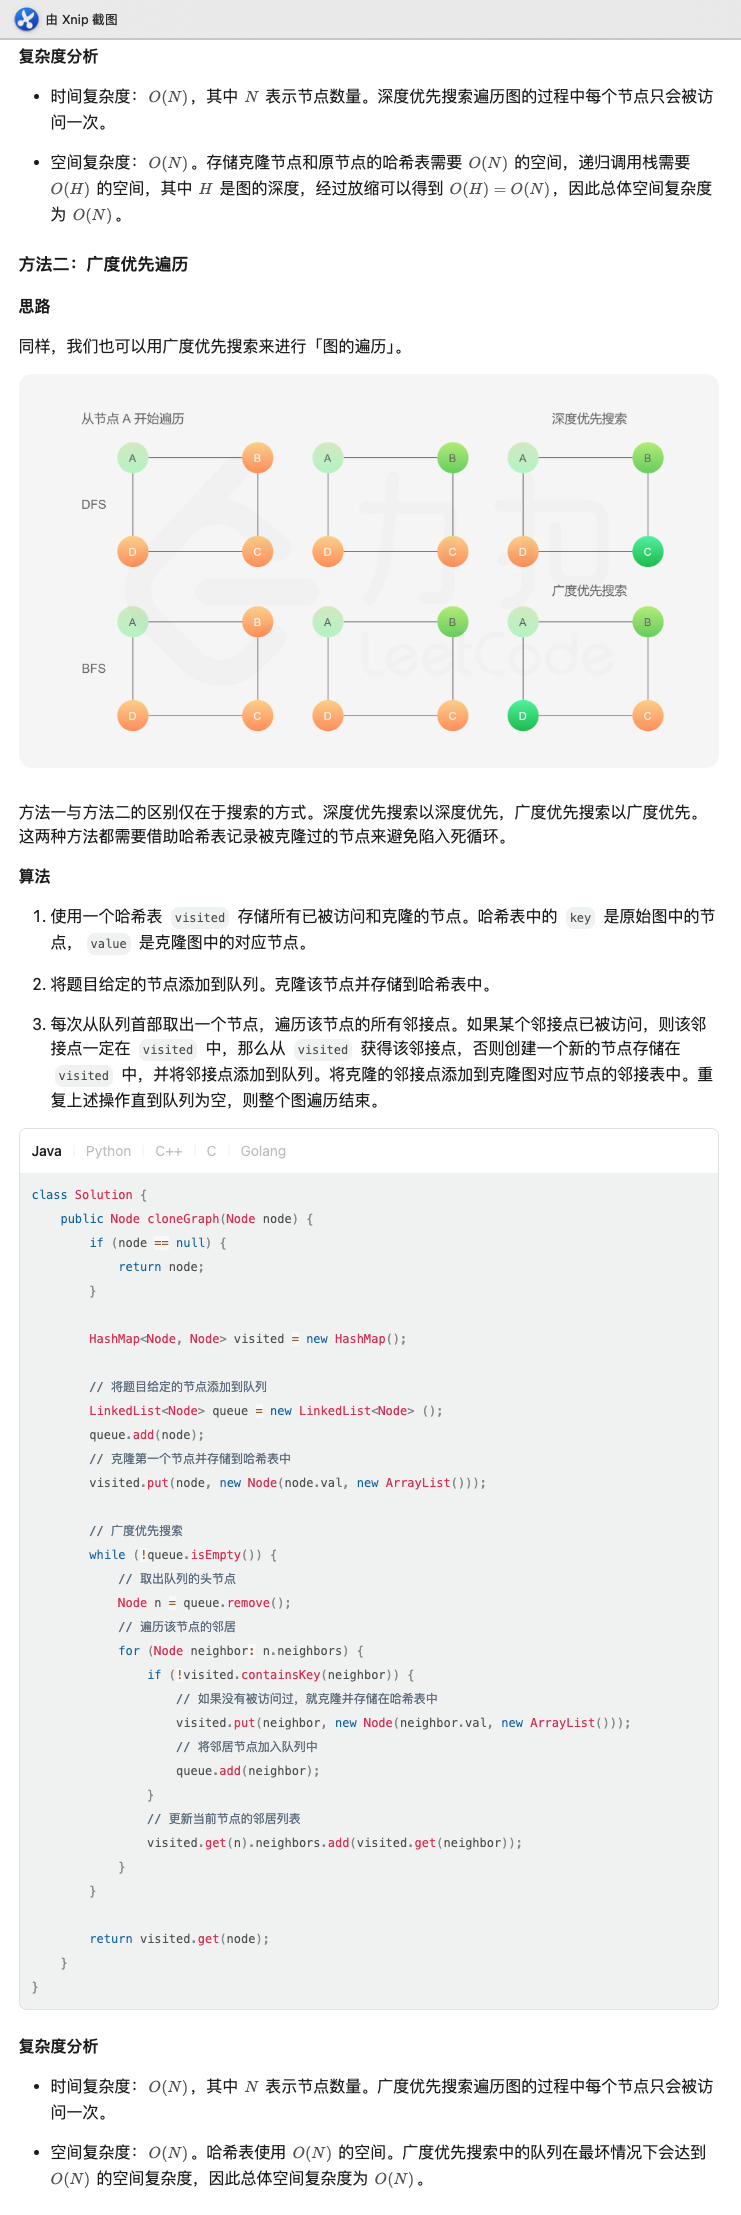 由 Xnip 截图
复杂度分析
• 时间复杂度：O(N)，其中 N 表示节点数量。深度优先搜索遍历图的过程中每个节点只会被访
问一次。
• 空间复杂度：O(N)。存储克隆节点和原节点的哈希表需要 O(N) 的空间，递归调用栈需要
O(H) 的空间，其中 H 是图的深度，经过放缩可以得到 O(H) = O(N)，因此总体空间复杂度
为 O(N)。
方法二：广度优先遍历
思路
同样，我们也可以用广度优先搜索来进行「图的遍历」。
从节点 A 开始遍历 深度优先搜索
A B A B A B
DFS
D C D C D C
广度优先搜索
A B A B A B
BFS
D C D C D C
力扣
LeetCode
方法一与方法二的区别仅在于搜索的方式。深度优先搜索以深度优先，广度优先搜索以广度优先。
这两种方法都需要借助哈希表记录被克隆过的节点来避免陷入死循环。
算法
1. 使用一个哈希表 visited 存储所有已被访问和克隆的节点。哈希表中的 key 是原始图中的节
点，value 是克隆图中的对应节点。
2. 将题目给定的节点添加到队列。克隆该节点并存储到哈希表中。
3. 每次从队列首部取出一个节点，遍历该节点的所有邻接点。如果某个邻接点已被访问，则该邻
接点一定在 visited 中，那么从 visited 获得该邻接点，否则创建一个新的节点存储在
visited 中，并将邻接点添加到队列。将克隆的邻接点添加到克隆图对应节点的邻接表中。重
复上述操作直到队列为空，则整个图遍历结束。
Java Python C++ C Golang
class Solution {
    public Node cloneGraph(Node node) {
        if (node == null) {
            return node;
        }
        HashMap<Node, Node> visited = new HashMap();
        // 将题目给定的节点添加到队列
        LinkedList<Node> queue = new LinkedList<Node> ();
        queue.add(node);
        // 克隆第一个节点并存储到哈希表中
        visited.put(node, new Node(node.val, new ArrayList()));
        // 广度优先搜索
        while (!queue.isEmpty()) {
            // 取出队列的头节点
            Node n = queue.remove();
            // 遍历该节点的邻居
            for (Node neighbor: n.neighbors) {
                if (!visited.containsKey(neighbor)) {
                    // 如果没有被访问过，就克隆并存储在哈希表中
                    visited.put(neighbor, new Node(neighbor.val, new ArrayList()));
                    // 将邻居节点加入队列中
                    queue.add(neighbor);
                }
                // 更新当前节点的邻居列表
                visited.get(n).neighbors.add(visited.get(neighbor));
            }
        }
        return visited.get(node);
    }
}
复杂度分析
• 时间复杂度：O(N)，其中 N 表示节点数量。广度优先搜索遍历图的过程中每个节点只会被访
问一次。
• 空间复杂度：O(N)。哈希表使用 O(N) 的空间。广度优先搜索中的队列在最坏情况下会达到
O(N) 的空间复杂度，因此总体空间复杂度为 O(N)。